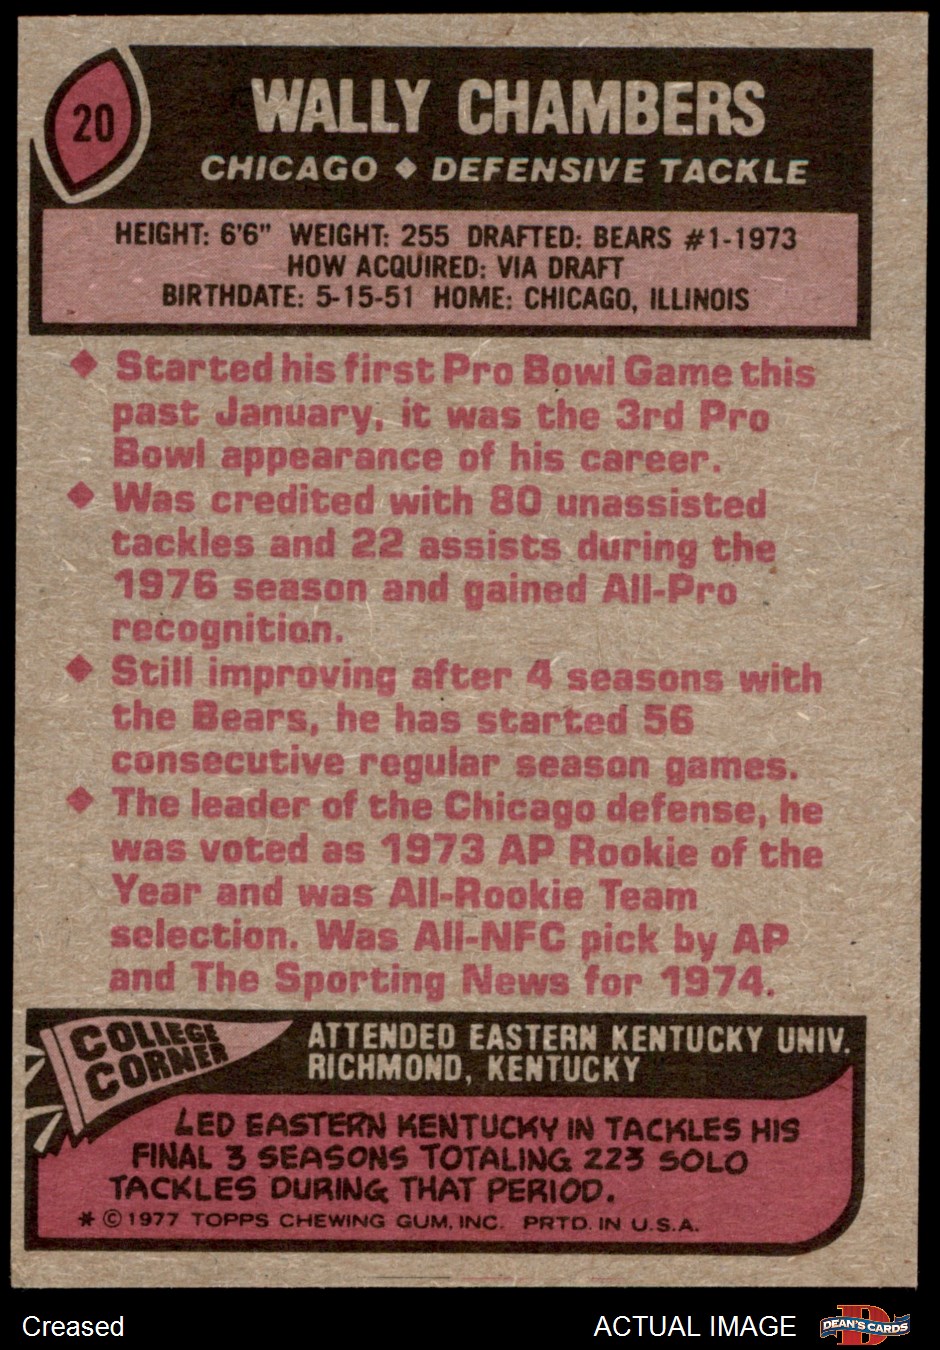 20
WALLY CHAMBERS
CHICAGO ◆ DEFENSIVE TACKLE
HEIGHT: 6'6" WEIGHT: 255 DRAFTED: BEARS #1-1973
HOW ACQUIRED: VIA DRAFT
BIRTHDATE: 5-15-51 HOME: CHICAGO, ILLINOIS
◆ Started his first Pro Bowl Game this
past January, it was the 3rd Pro
Bowl appearance of his career.
◆ Was credited with 80 unassisted
tackles and 22 assists during the
1976 season and gained All-Pro
recognition.
◆ Still improving after 4 seasons with
the Bears, he has started 56
consecutive regular season games.
◆ The leader of the Chicago defense, he
was voted as 1973 AP Rookie of the
Year and was All-Rookie Team
selection. Was All-NFC pick by AP
and The Sporting News for 1974.
COLLEGE
CORNER
ATTENDED EASTERN KENTUCKY UNIV.
RICHMOND, KENTUCKY
LED EASTERN KENTUCKY IN TACKLES HIS
FINAL 3 SEASONS TOTALING 223 SOLO
TACKLES DURING THAT PERIOD.
* © 1977 TOPPS CHEWING GUM, INC. PRTD. IN U.S.A.
Creased
ACTUAL IMAGE
D
DEAN'S CARDS